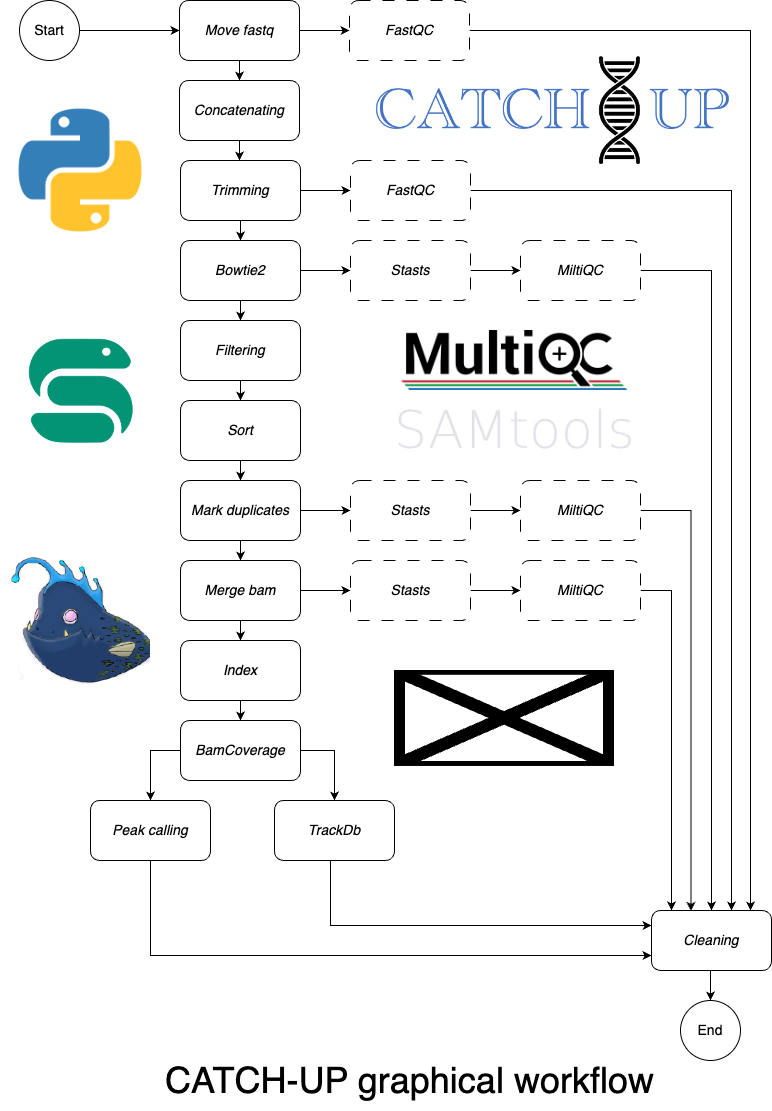 Start
Move fastq
FastQC
Concatenating
CATCH UP
Trimming
FastQC
Bowtie2
Stasts
MiltiQC
Filtering
MultiQC
Sort
SAMtools
Mark duplicates
Stasts
MiltiQC
Merge bam
Stasts
MiltiQC
Index
BamCoverage
Peak calling
TrackDb
Cleaning
End
CATCH-UP graphical workflow